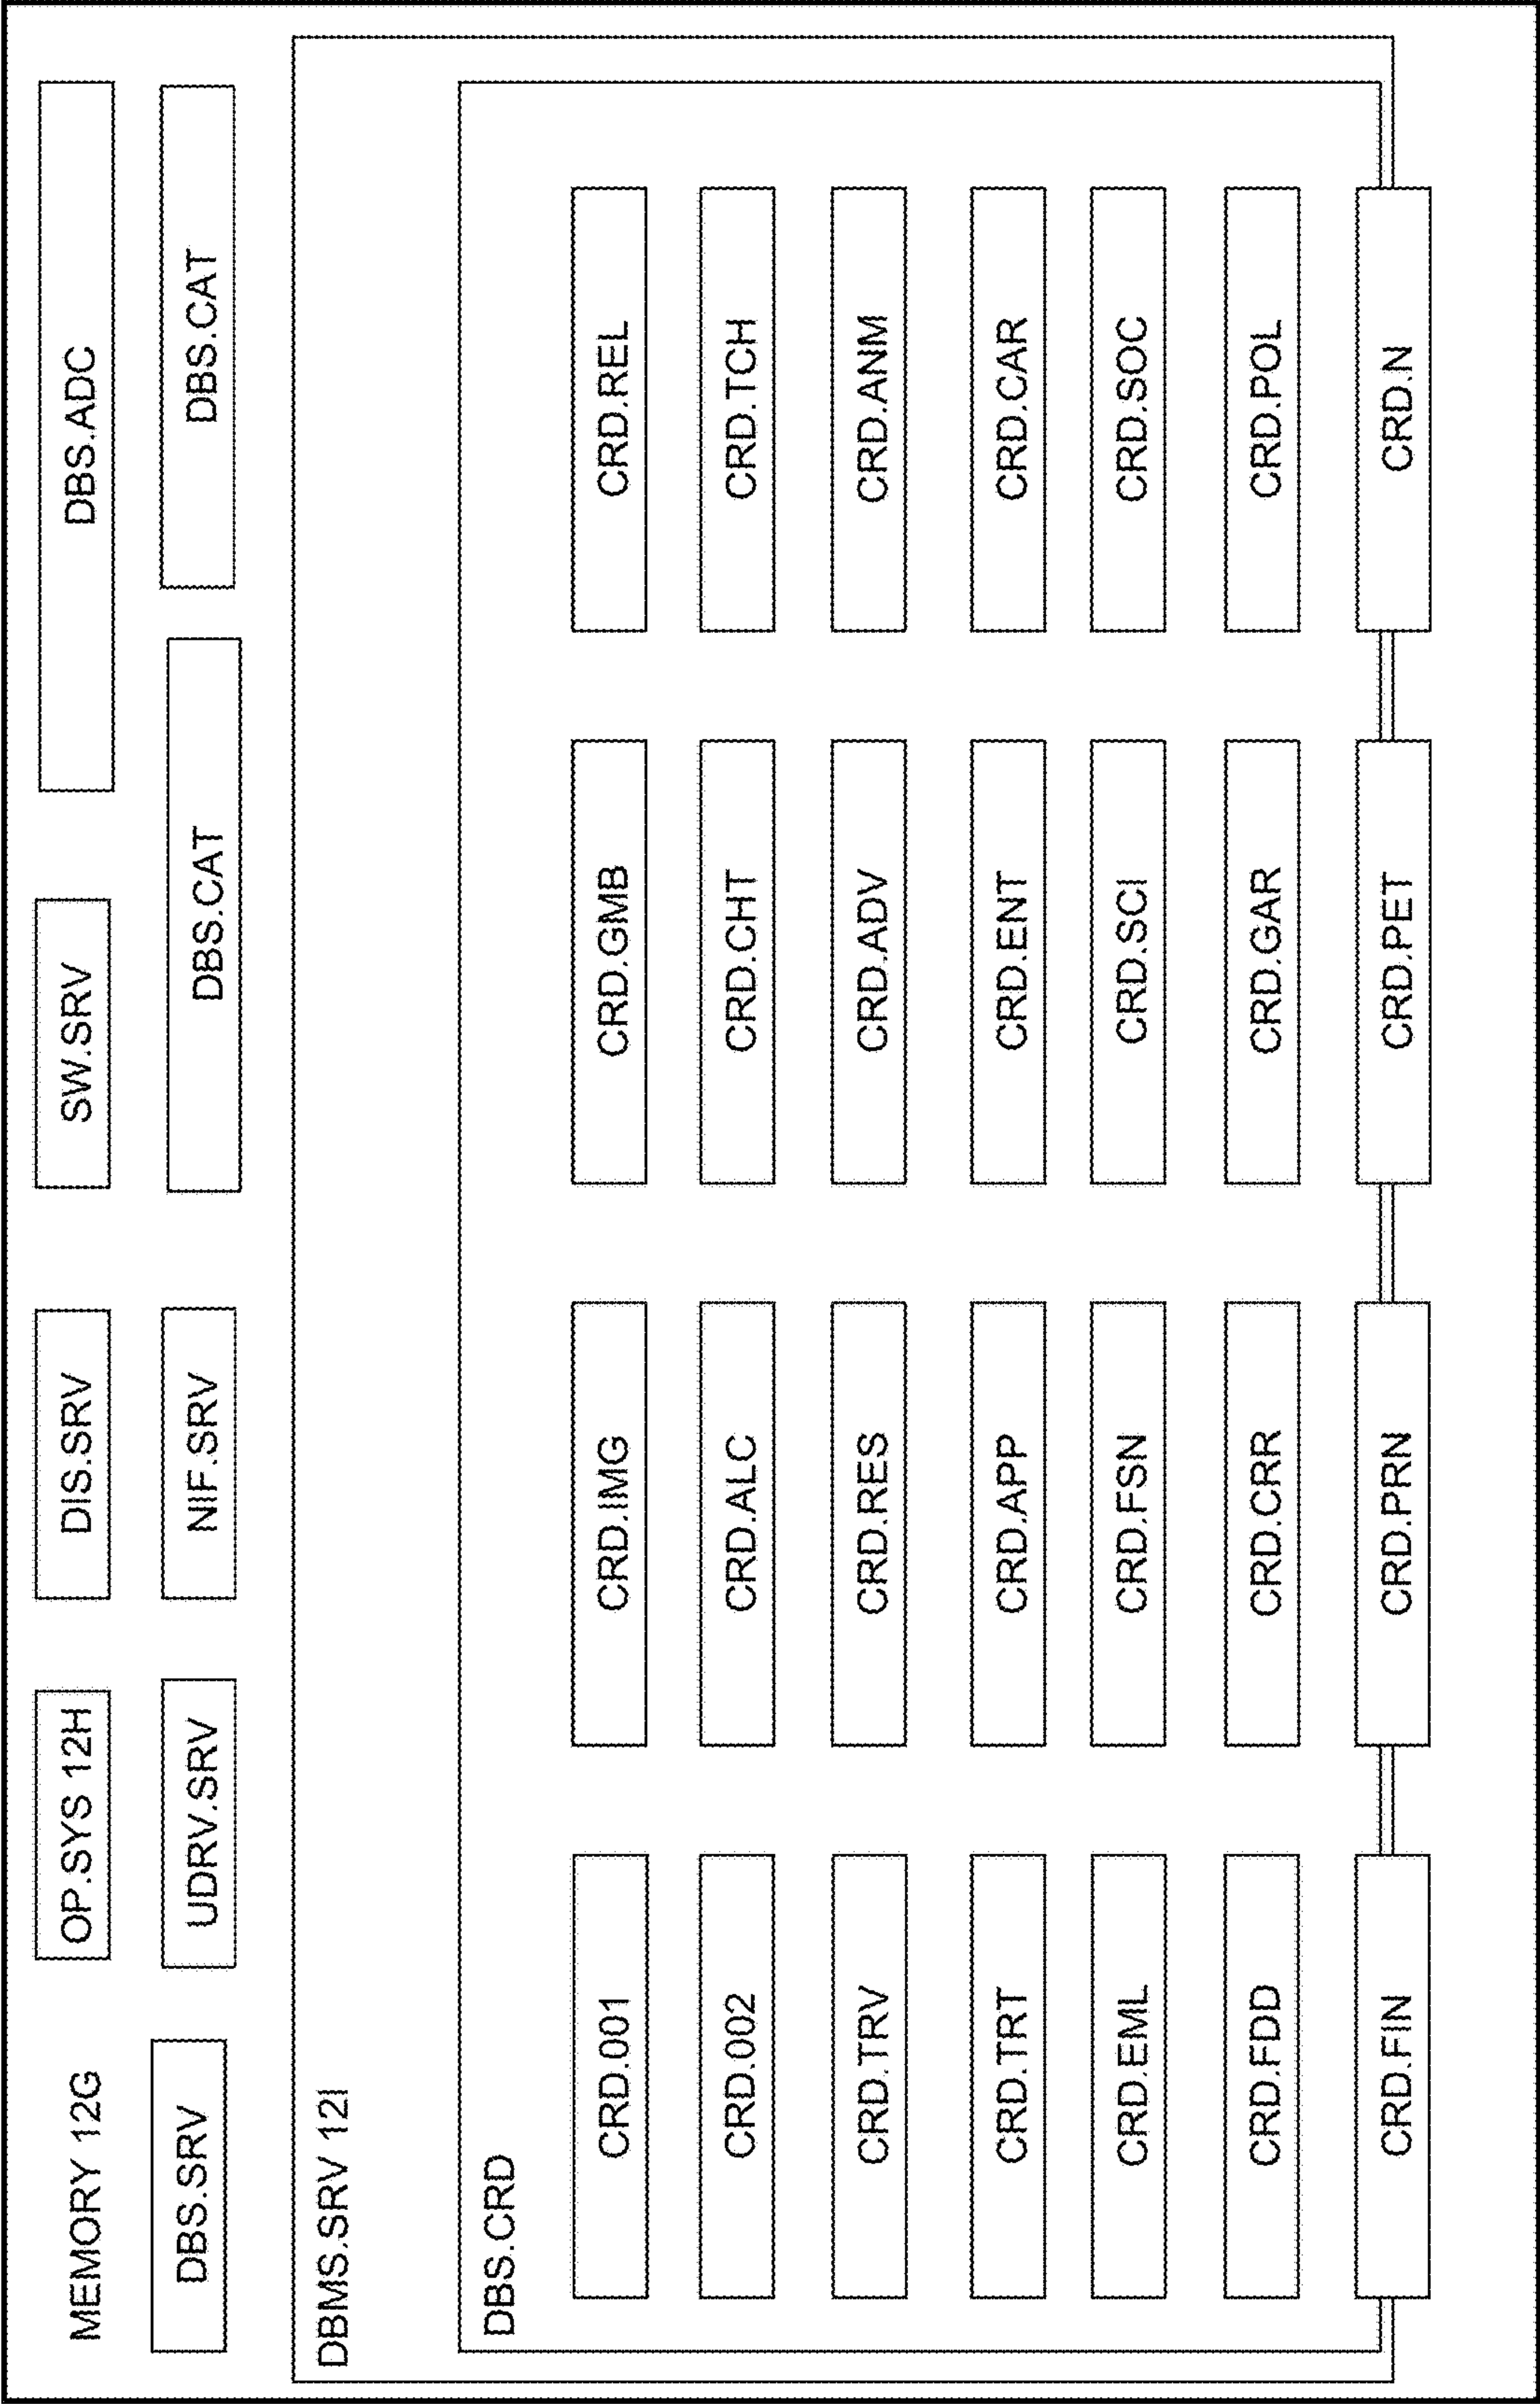 MEMORY 12G
OP.SYS 12H
DIS.SRV
SW.SRV
DBS.ADC
DBS.SRV
UDRV.SRV
NIF.SRV
DBS.CAT
DBS.CAT
DBMS.SRV 12I
DBS.CRD
CRD.001
CRD.IMG
CRD.GMB
CRD.REL
CRD.002
CRD.ALC
CRD.CHT
CRD.TCH
CRD.TRV
CRD.RES
CRD.ADV
CRD.ANM
CRD.TRT
CRD.APP
CRD.ENT
CRD.CAR
CRD.EML
CRD.FSN
CRD.SCI
CRD.SOC
CRD.FDD
CRD.CRR
CRD.GAR
CRD.POL
CRD.FIN
CRD.PRN
CRD.PET
CRD.N